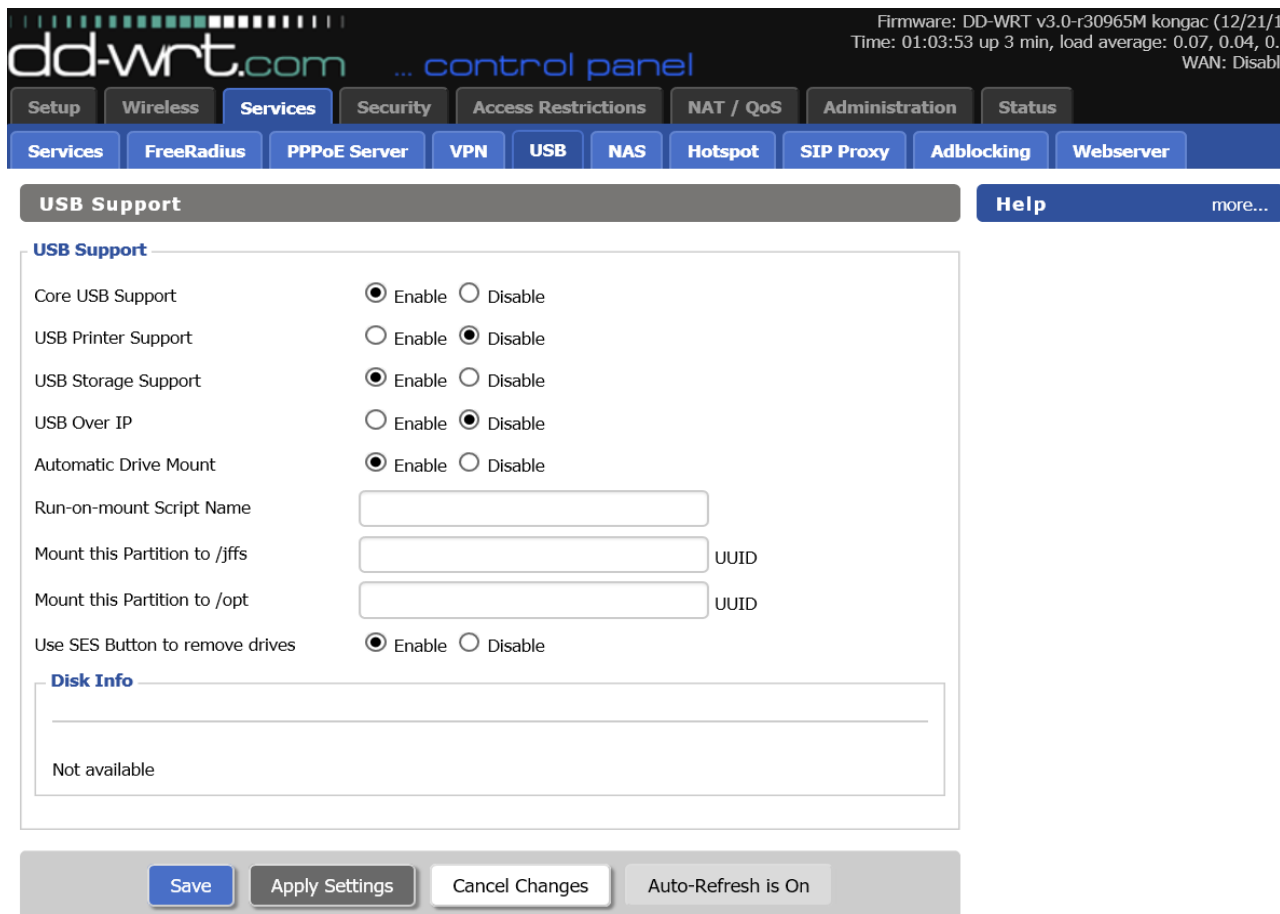 Firmware: DD-WRT v3.0-r30965M kongac (12/21/1
Time: 01:03:53 up 3 min, load average: 0.07, 0.04, 0.
WAN: Disabl
dd-wrt.com ... control panel
Setup Wireless Services Security Access Restrictions NAT / QoS Administration Status
Services FreeRadius PPPoE Server VPN USB NAS Hotspot SIP Proxy Adblocking Webserver
USB Support
Help more...
USB Support
Core USB Support Enable Disable
USB Printer Support Enable Disable
USB Storage Support Enable Disable
USB Over IP Enable Disable
Automatic Drive Mount Enable Disable
Run-on-mount Script Name
Mount this Partition to /jffs UUID
Mount this Partition to /opt UUID
Use SES Button to remove drives Enable Disable
Disk Info
Not available
Save Apply Settings Cancel Changes Auto-Refresh is On